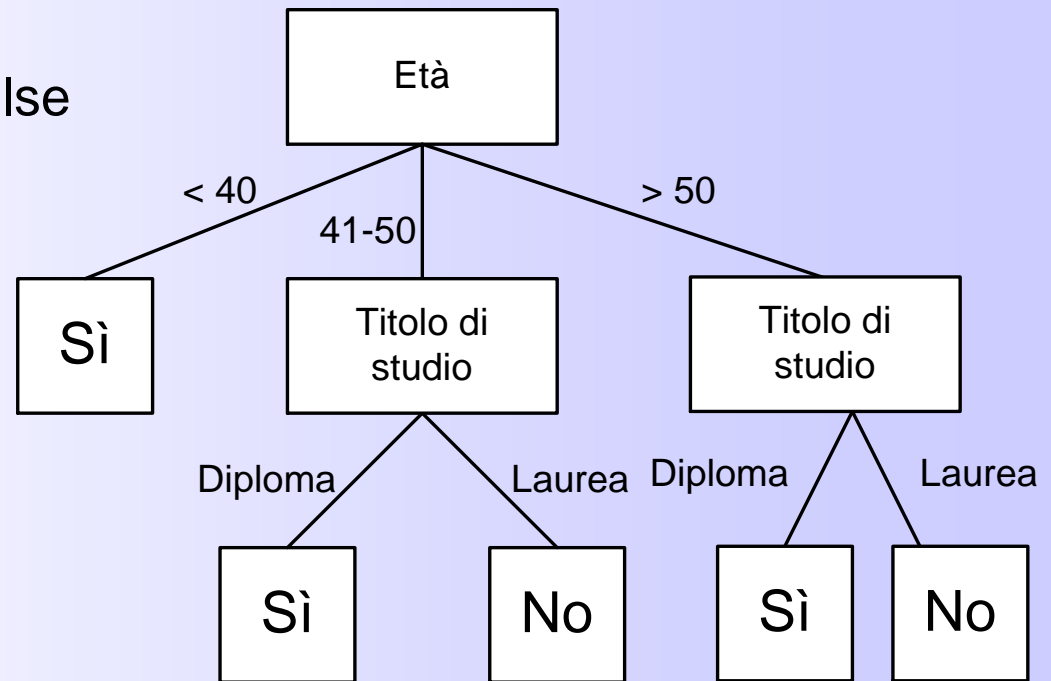 lse
Età
< 40
41-50
> 50
Sì
Titolo di
studio
Titolo di
studio
Diploma
Laurea
Diploma
Laurea
Sì
No
Sì
No